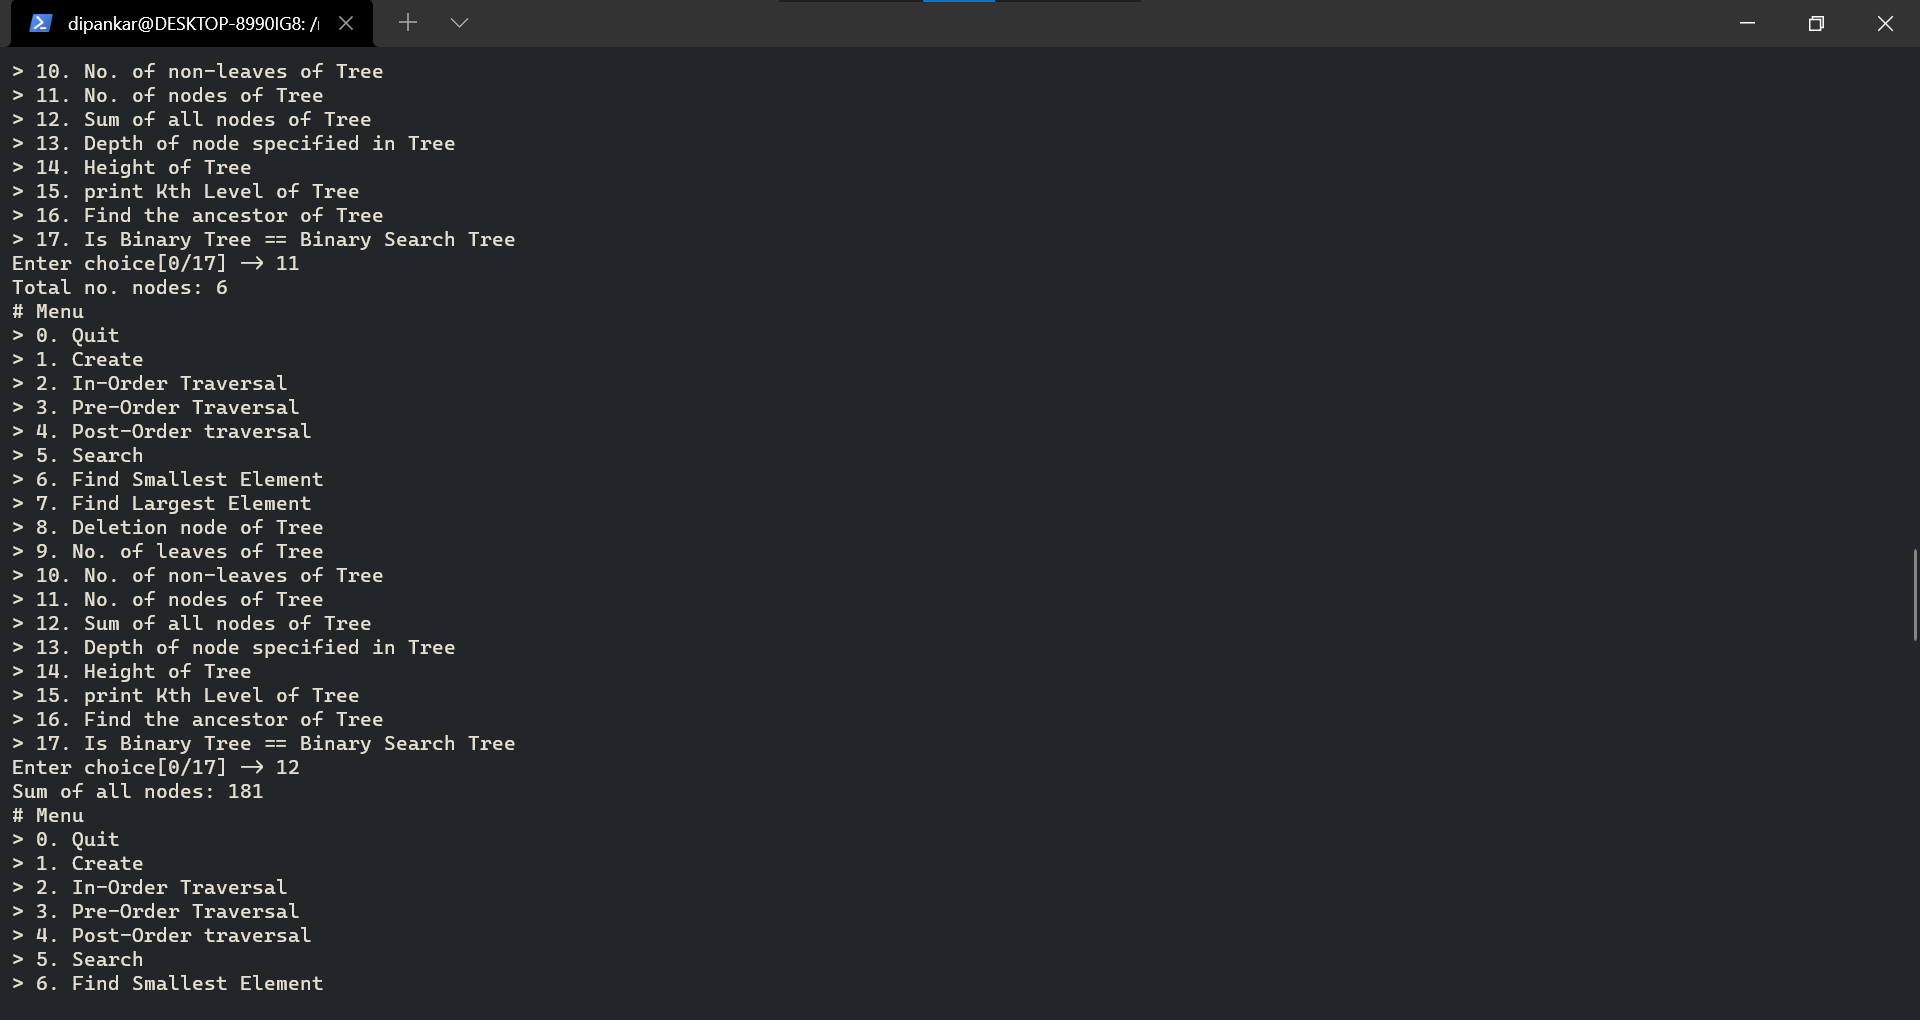 dipankar@DESKTOP-8990IG8: /
> 10. No. of non-leaves of Tree
> 11. No. of nodes of Tree
> 12. Sum of all nodes of Tree
> 13. Depth of node specified in Tree
> 14. Height of Tree
> 15. print Kth Level of Tree
> 16. Find the ancestor of Tree
> 17. Is Binary Tree == Binary Search Tree
Enter choice[0/17] → 11
Total no. nodes: 6
# Menu
> 0. Quit
> 1. Create
> 2. In-Order Traversal
> 3. Pre-Order Traversal
> 4. Post-Order traversal
> 5. Search
> 6. Find Smallest Element
> 7. Find Largest Element
> 8. Deletion node of Tree
> 9. No. of leaves of Tree
> 10. No. of non-leaves of Tree
> 11. No. of nodes of Tree
> 12. Sum of all nodes of Tree
> 13. Depth of node specified in Tree
> 14. Height of Tree
> 15. print Kth Level of Tree
> 16. Find the ancestor of Tree
> 17. Is Binary Tree == Binary Search Tree
Enter choice[0/17] → 12
Sum of all nodes: 181
# Menu
> 0. Quit
> 1. Create
> 2. In-Order Traversal
> 3. Pre-Order Traversal
> 4. Post-Order traversal
> 5. Search
> 6. Find Smallest Element